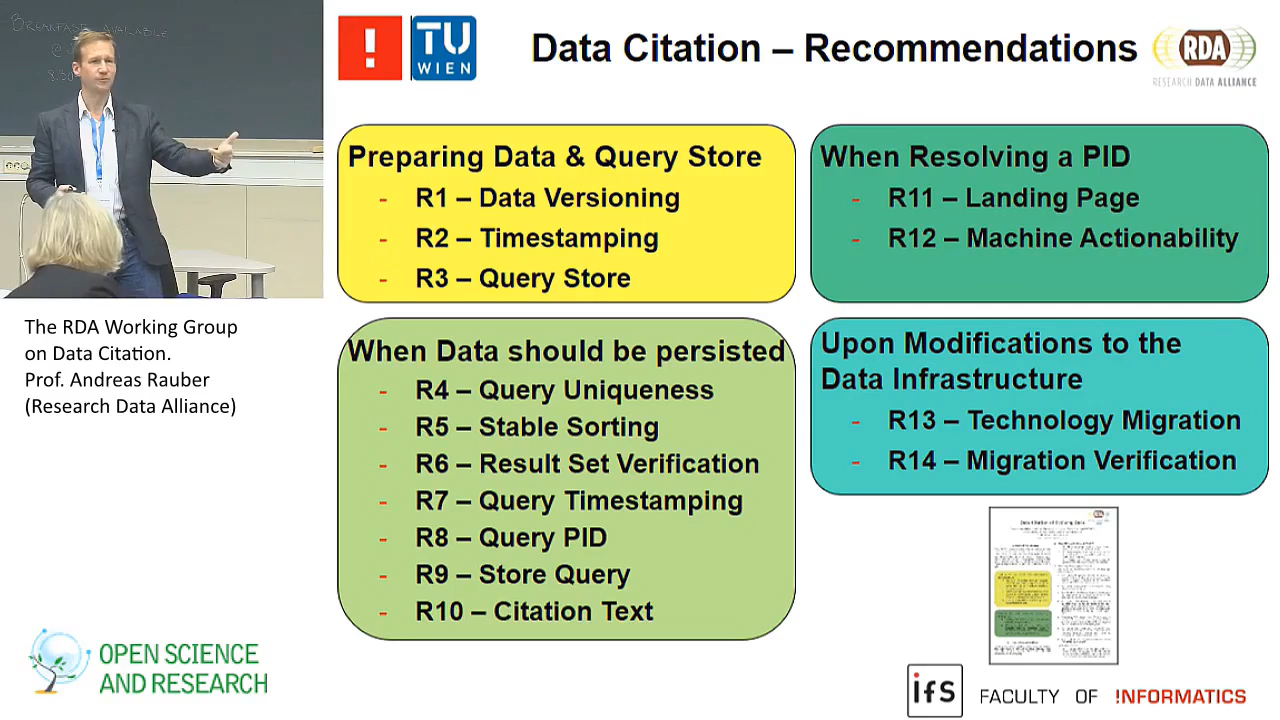 BREAKFAST AVAILABLE
@
8.30
The RDA Working Group
on Data Citation.
Prof. Andreas Rauber
(Research Data Alliance)
OPEN SCIENCE
AND RESEARCH
!
TU
WIEN
Data Citation – Recommendations
RDA
RESEARCH DATA ALLIANCE
Preparing Data & Query Store
- R1 – Data Versioning
- R2 – Timestamping
- R3 – Query Store
When Data should be persisted
- R4 – Query Uniqueness
- R5 – Stable Sorting
- R6 – Result Set Verification
- R7 – Query Timestamping
- R8 – Query PID
- R9 – Store Query
- R10 – Citation Text
When Resolving a PID
- R11 – Landing Page
- R12 – Machine Actionability
Upon Modifications to the
Data Infrastructure
- R13 – Technology Migration
- R14 – Migration Verification
ifs
FACULTY OF !NFORMATICS